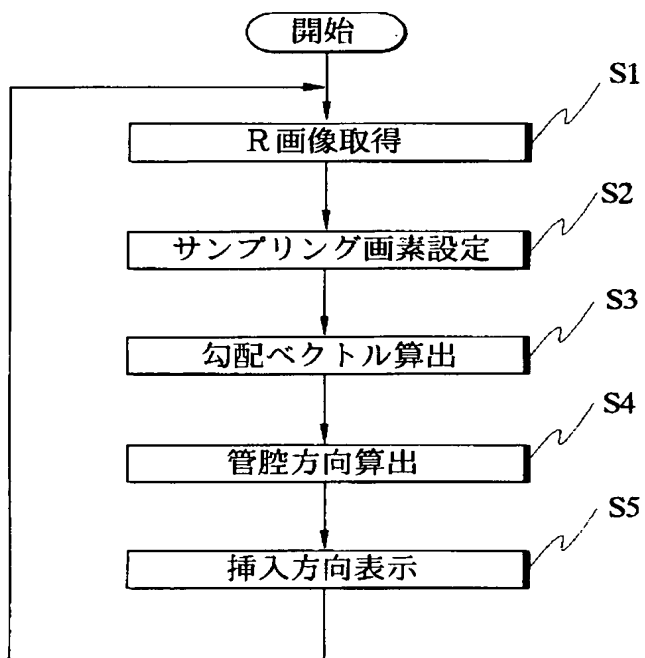 開始
S1
R画像取得
S2
サンプリング画素設定
S3
勾配ベクトル算出
S4
管腔方向算出
S5
挿入方向表示